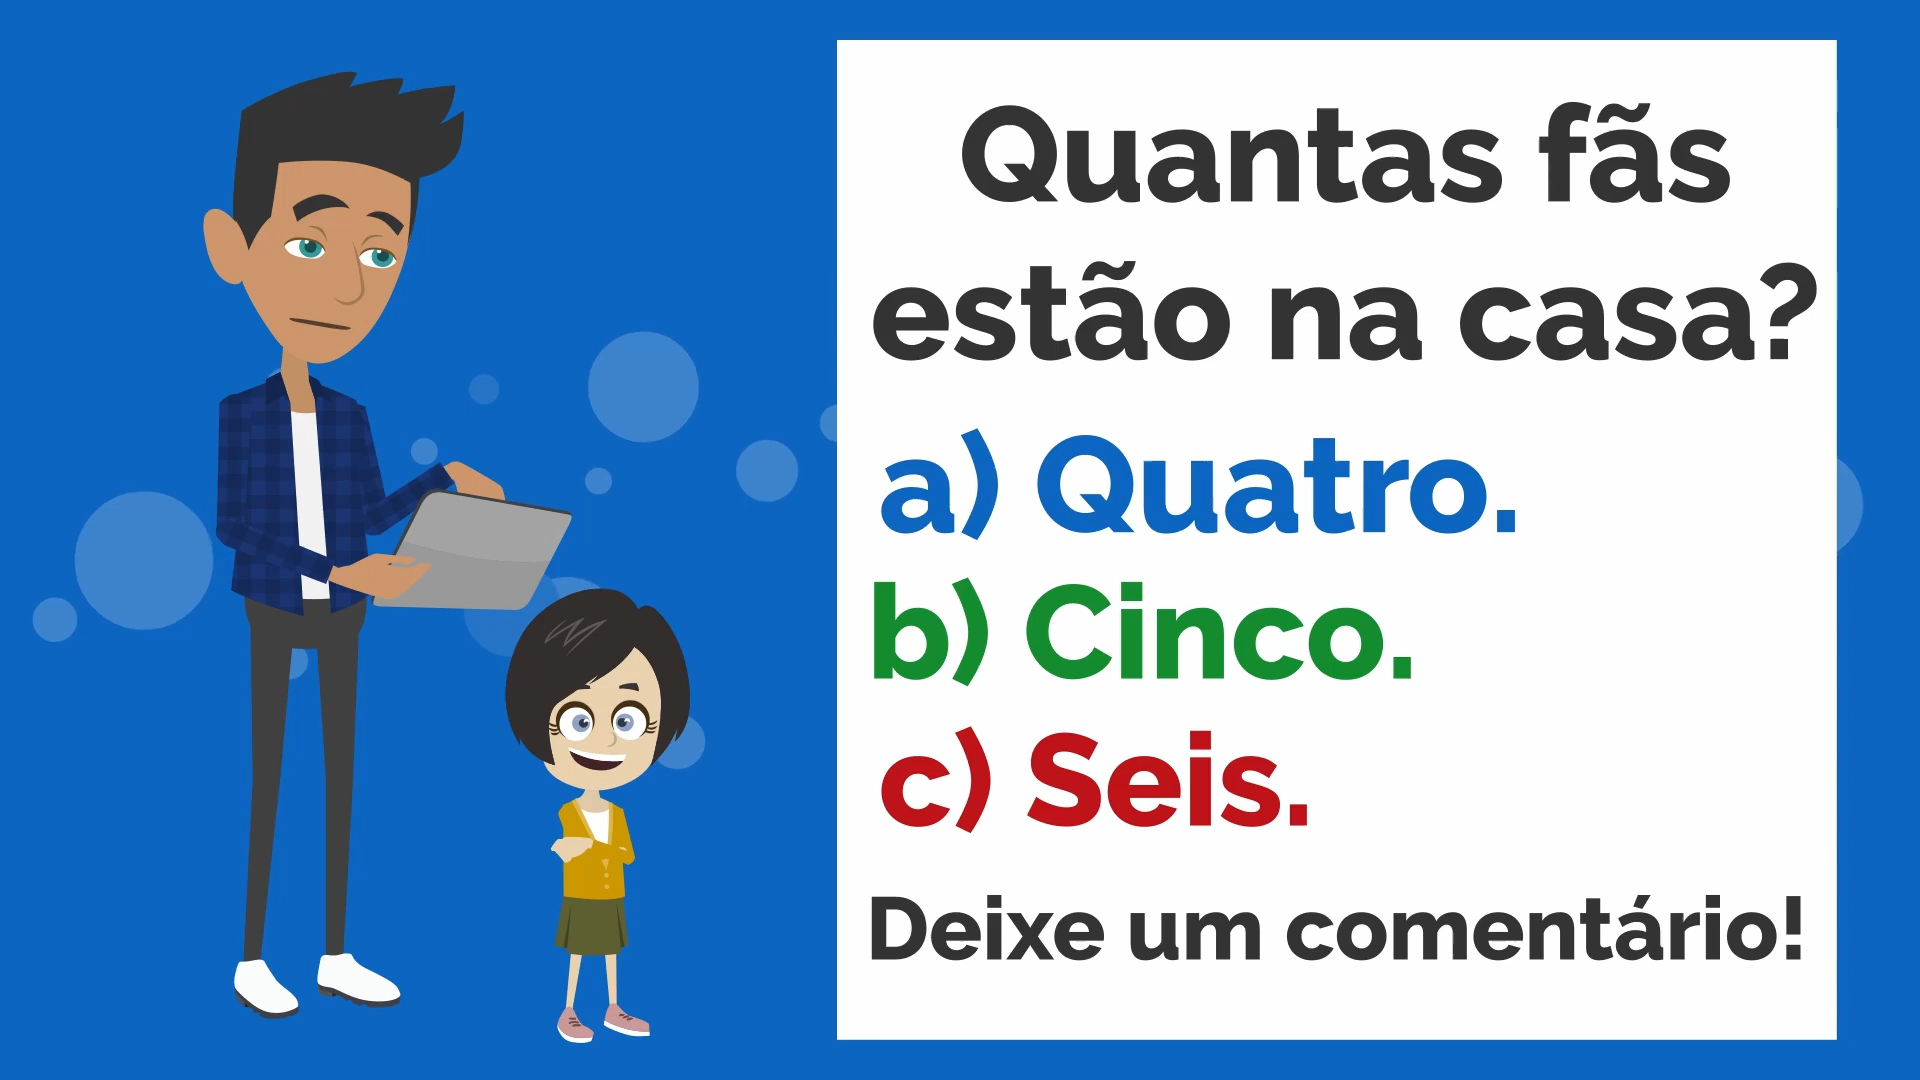 Quantas fãs
estão na casa?
a) Quatro.
b) Cinco.
c) Seis.
Deixe um comentário!